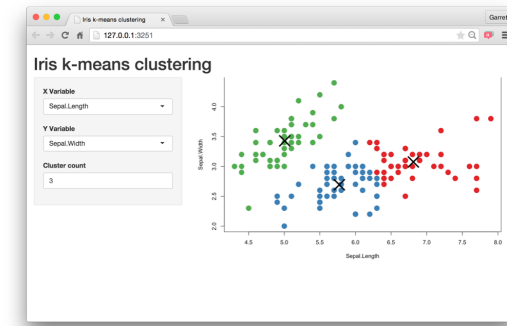 Iris k-means clustering
Garrett
127.0.0.1:3251
Iris k-means clustering
X Variable
Sepal.Length
Y Variable
Sepal.Width
Cluster count
3
Sepal.Width
4.0
3.5
3.0
2.5
2.0
4.5 5.0 5.5 6.0 6.5 7.0 7.5 8.0
Sepal.Length